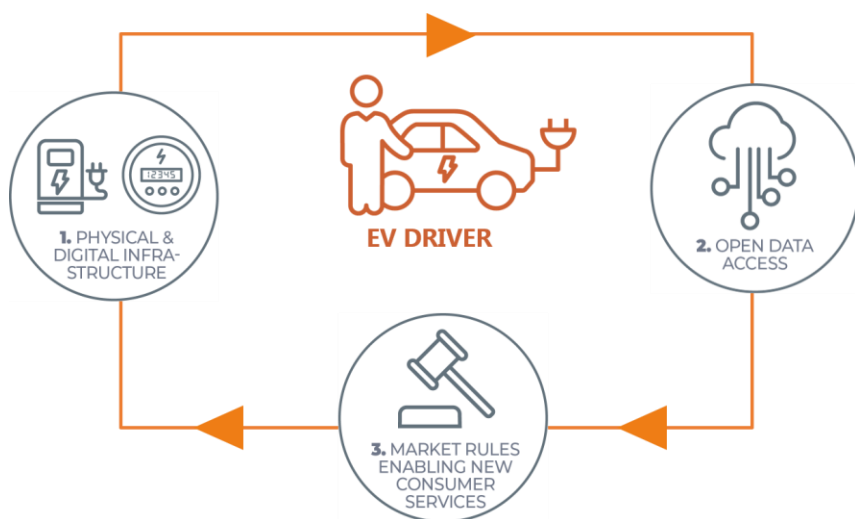 EV DRIVER
12345
1. PHYSICAL &
DIGITAL INFRA-
STRUCTURE
2. OPEN DATA
ACCESS
3. MARKET RULES
ENABLING NEW
CONSUMER
SERVICES